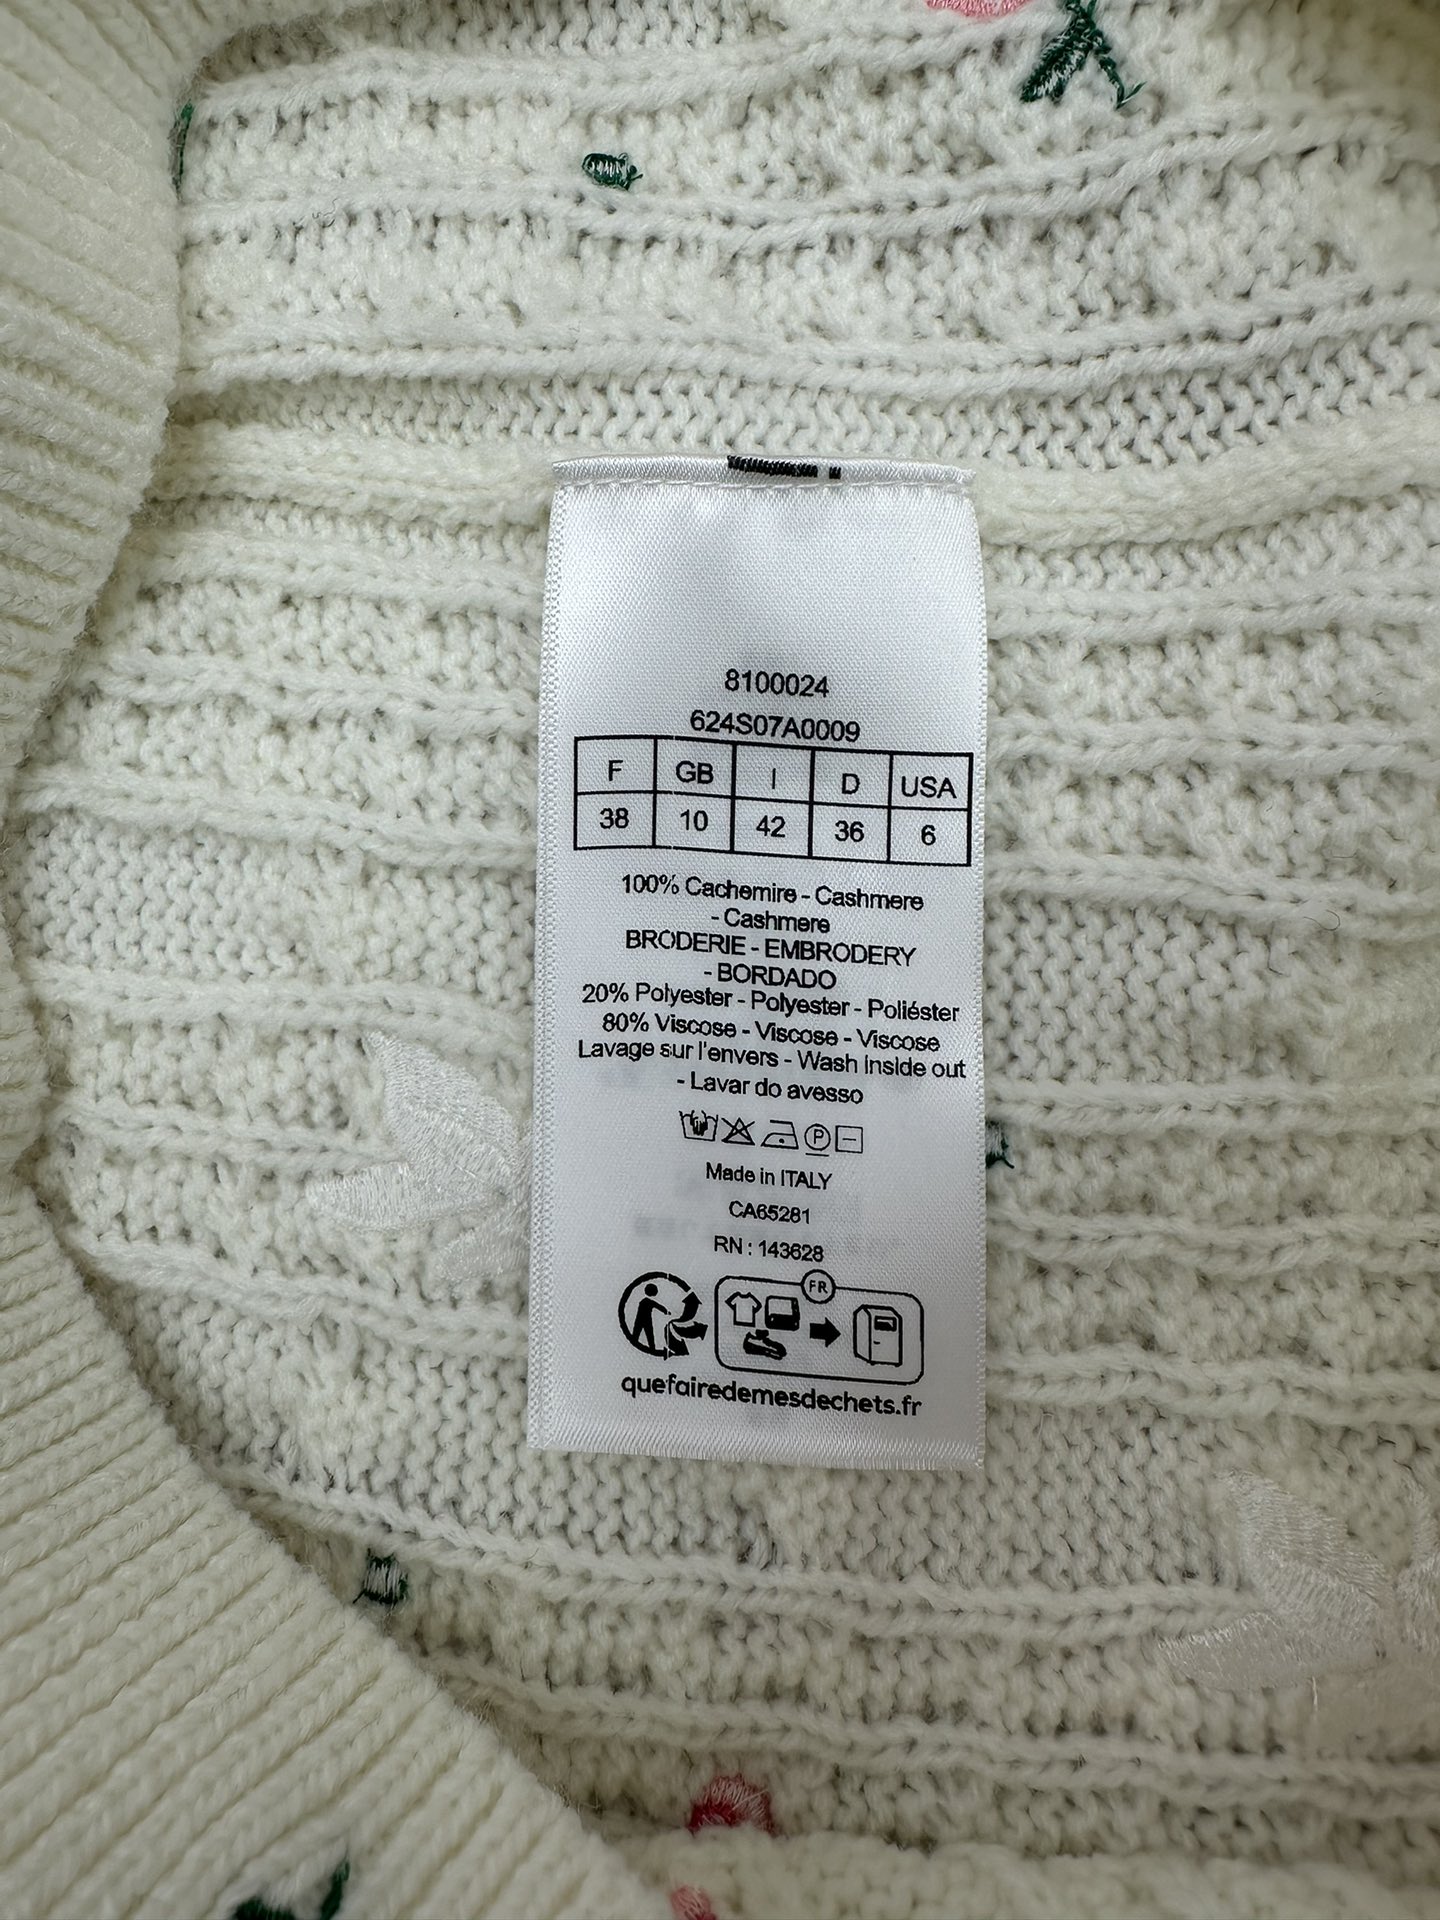 8100024
624S07A0009
F GB I D USA
38 10 42 36 6
100% Cachemire - Cashmere
- Cashmere
BRODERIE - EMBRODERY
- BORDADO
20% Polyester - Polyester - Poliéster
80% Viscose - Viscose - Viscose
Lavage sur l'envers - Wash inside out
- Lavar do avesso
P
Made in ITALY
CA65281
RN : 143628
FR
quefairedemesdechets.fr